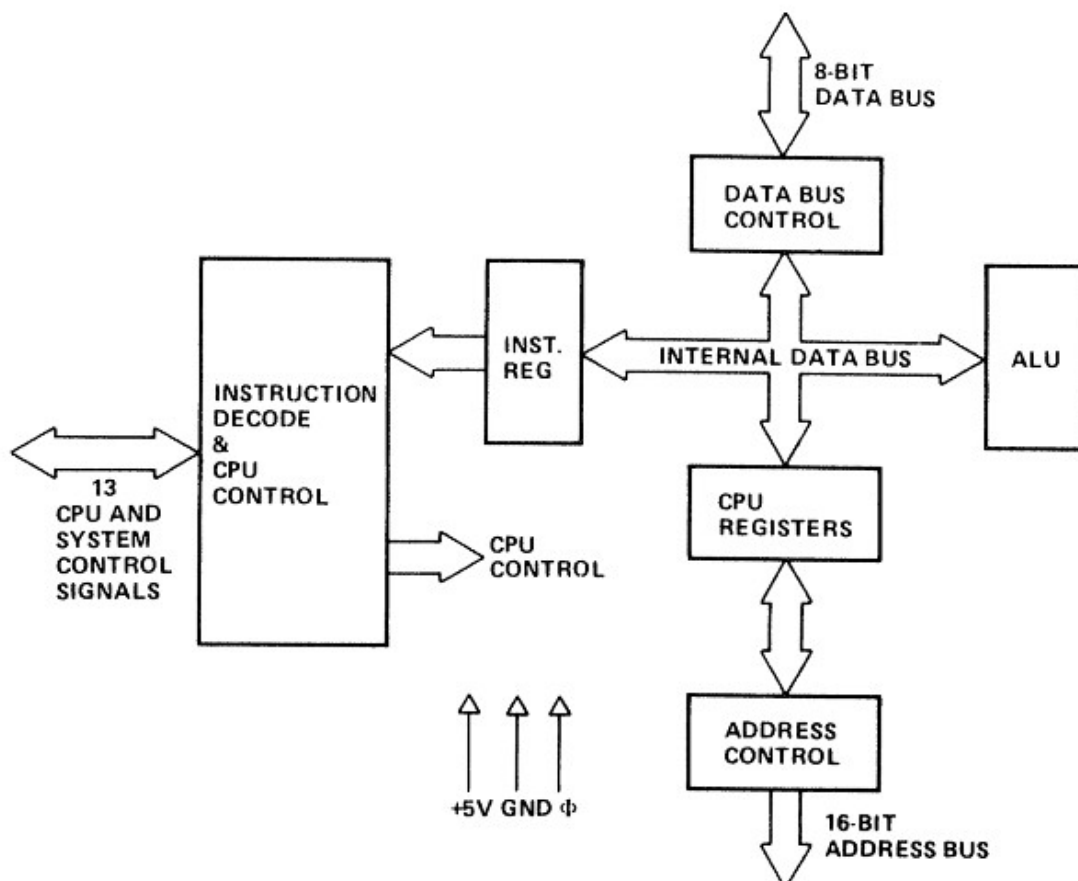 8-BIT
DATA BUS
DATA BUS
CONTROL
INST.
REG
INTERNAL DATA BUS
ALU
INSTRUCTION
DECODE
&
CPU
CONTROL
13
CPU AND
SYSTEM
CONTROL
SIGNALS
CPU
REGISTERS
CPU
CONTROL
ADDRESS
CONTROL
+5V GND Φ
16-BIT
ADDRESS BUS